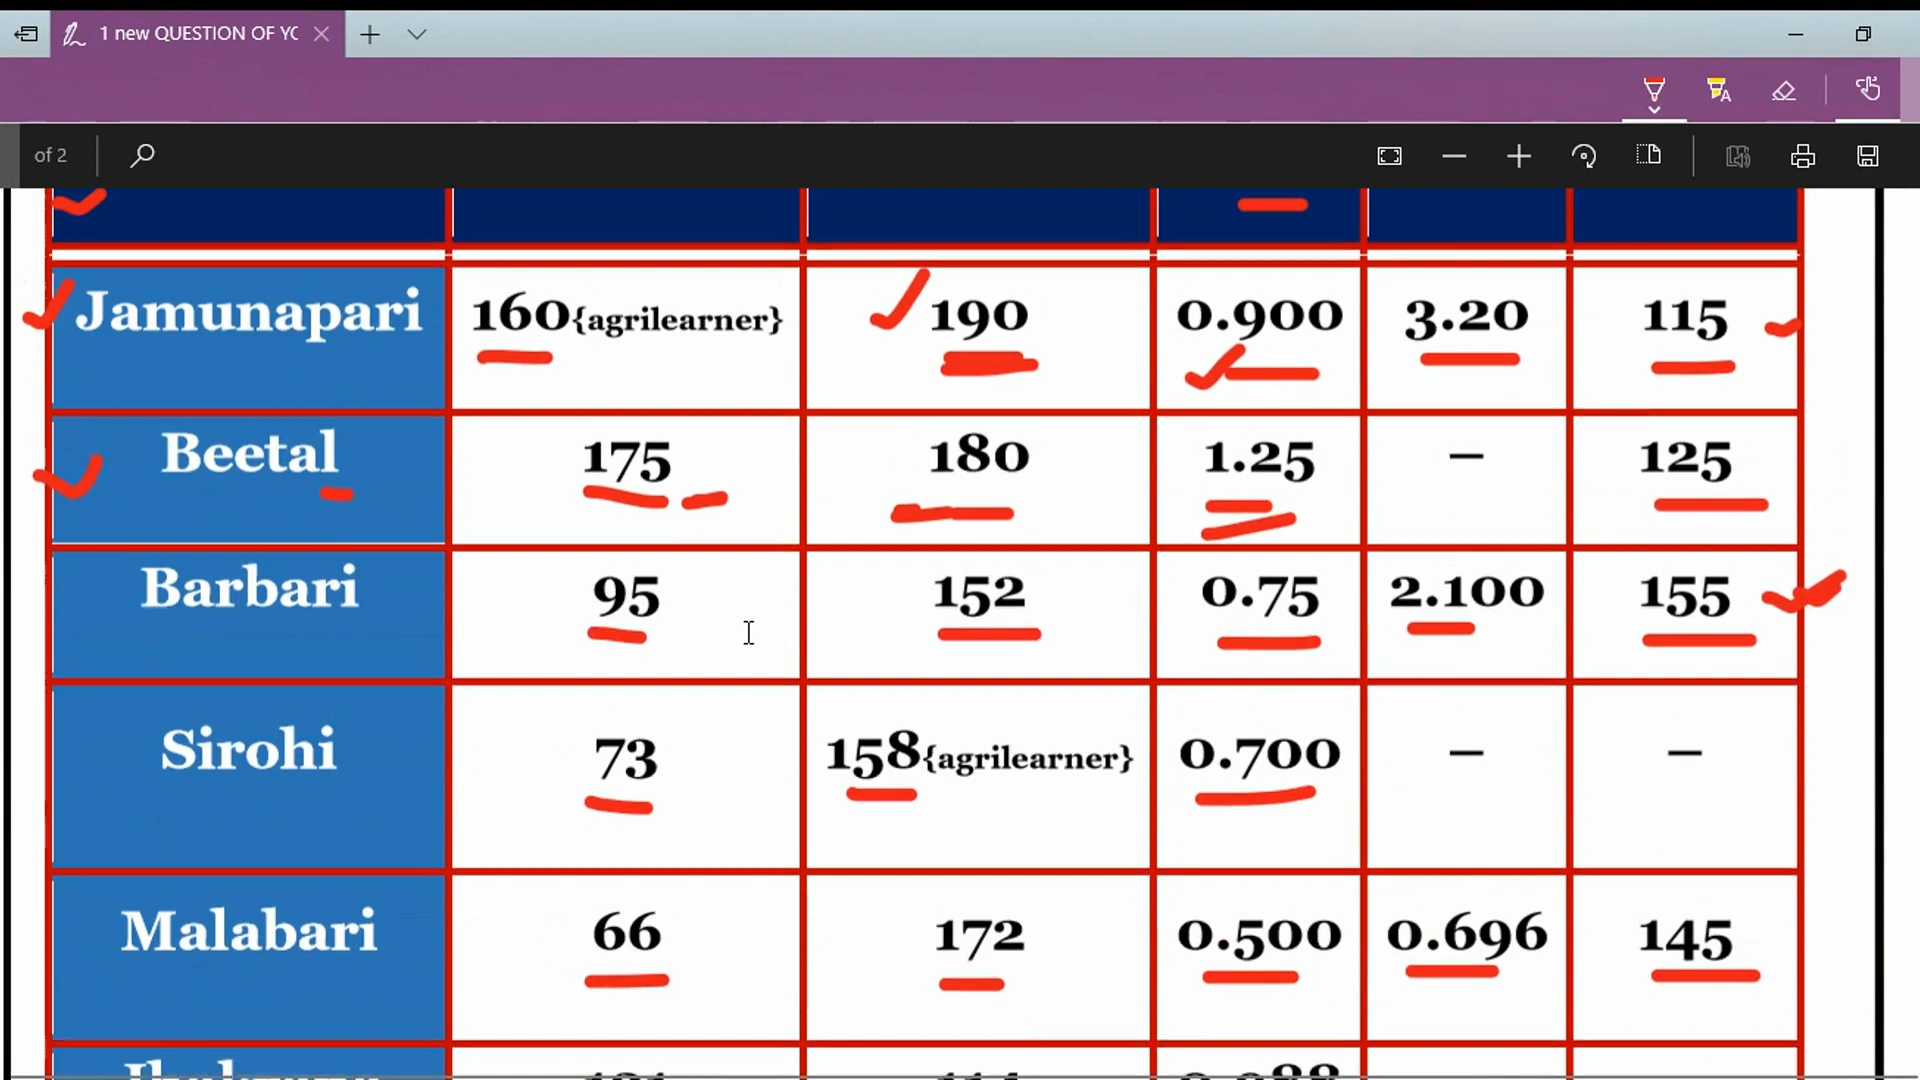 1 new QUESTION OF YO
of 2
Jamunapari 160{agrilearner} 190 0.900 3.20 115
Beetal 175 180 1.25 – 125
Barbari 95 152 0.75 2.100 155
Sirohi 73 158{agrilearner} 0.700 – –
Malabari 66 172 0.500 0.696 145